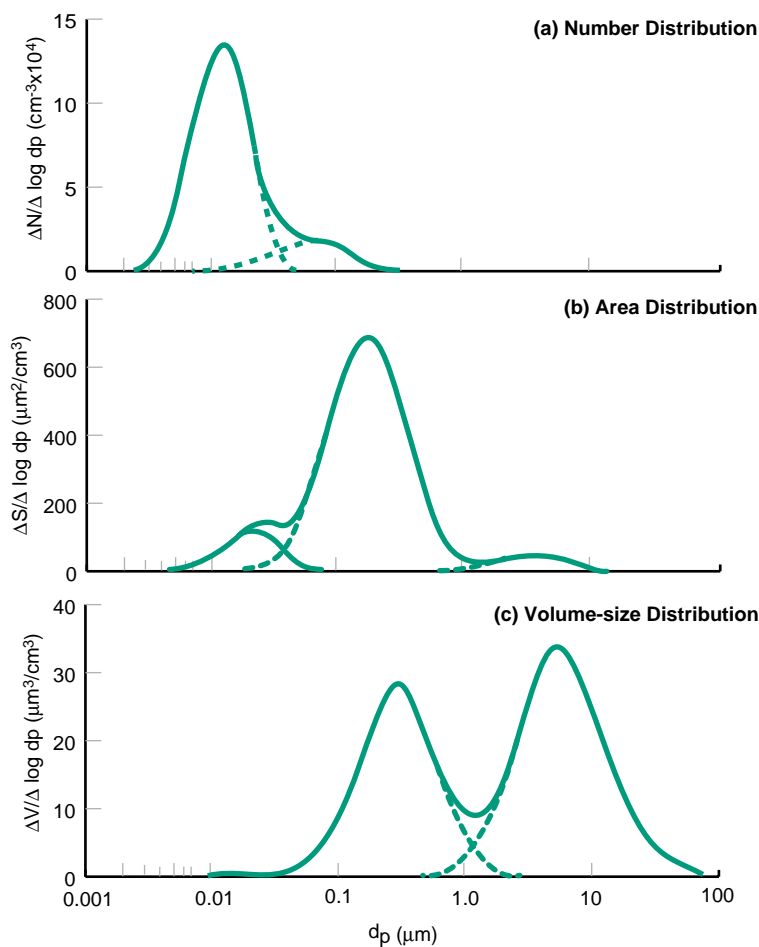 (a) Number Distribution
ΔN/Δ log dp (cm⁻³x10⁴)
15
10
5
0
(b) Area Distribution
ΔS/Δ log dp (μm²/cm³)
800
600
400
200
0
(c) Volume-size Distribution
ΔV/Δ log dp (μm³/cm³)
40
30
20
10
0
0.001 0.01 0.1 1.0 10 100
dp (μm)